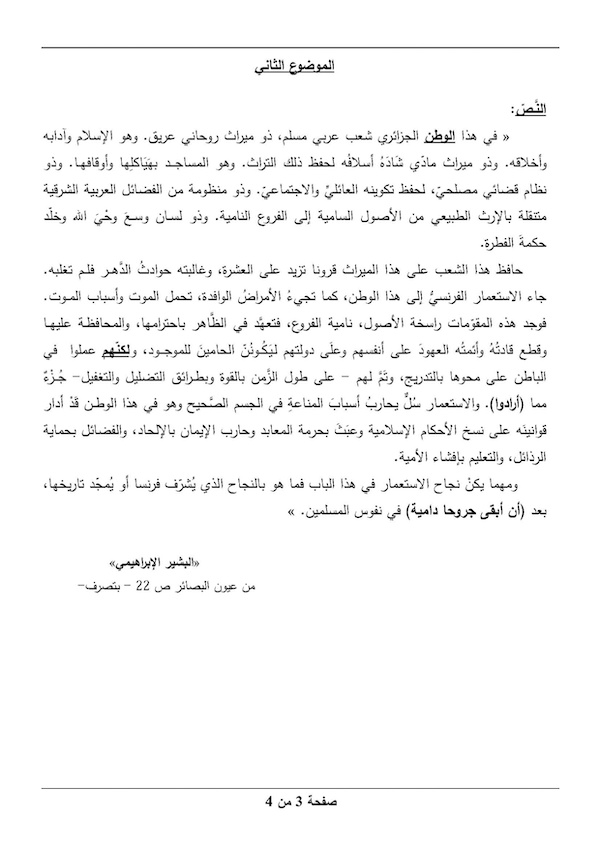 الموضوع الثاني
النَّصّ:
« في هذا الوطن الجزائري شعب عربي مسلم، ذو ميراث روحاني عريق. وهو الإسلام وآدابه
وأخلاقه. وذو ميراث مادّي شَادَهُ أسلافُه لحفظ ذلك التراث. وهو المساجد بهَيَاكلِها وأوقافها. وذو
نظام قضائي مصلحيّ، لحفظ تكوينه العائليِّ والاجتماعيّ. وذو منظومة من الفضائل العربية الشرقية
متنقلة بالإرث الطبيعي من الأصول السامية إلى الفروع النامية. وذو لسان وسعَ وحْيَ الله وخلّد
حكمةَ الفطرة.
حافظ هذا الشعب على هذا الميراث قرونا تزيد على العشرة، وغالبته حوادثُ الدَّهر فلم تغلبه.
جاء الاستعمار الفرنسيُّ إلى هذا الوطن، كما تجيءُ الأمراضُ الوافدة، تحمل الموت وأسباب الموت.
فوجد هذه المقوّمات راسخة الأصول، نامية الفروع، فتعهَّد في الظَّاهر باحترامها، والمحافظة عليها
وقطع قادتُهُ وأئمتُه العهودَ على أنفسهم وعلَى دولتهم ليَكُونُنّ الحامينَ للموجود، ولكنّهم عملوا في
الباطن على محوها بالتدريج، وتمَّ لهم – على طول الزَّمن بالقوة وبطرائق التضليل والتغفيل– جُزْءٌ
مما (أرادوا). والاستعمار سُلٌّ يحاربُ أسبابَ المناعةِ في الجسم الصَّحيح وهو في هذا الوطن قَدْ أدار
قوانينَه على نسخ الأحكام الإسلامية وعبَثَ بحرمة المعابد وحارب الإيمان بالإلحاد، والفضائل بحماية
الرذائل، والتعليم بإفشاء الأمية.
ومهما يكنْ نجاح الاستعمار في هذا الباب فما هو بالنجاح الذي يُشرّف فرنسا أو يُمجّد تاريخها،
بعد (أن أبقى جروحا دامية) في نفوس المسلمين. »
«البشير الإبراهيمي»
من عيون البصائر ص 22 – بتصرف–
صفحة 3 من 4